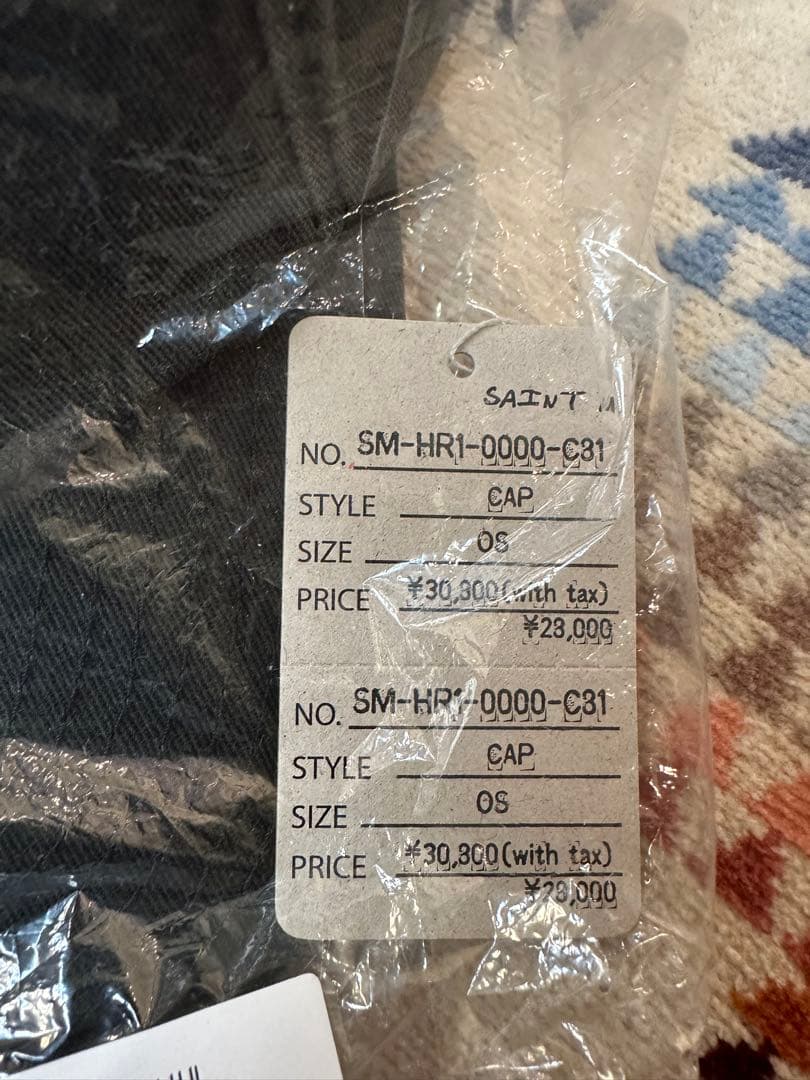 SAINT M
NO. SM-HR1-0000-C31
STYLE CAP
SIZE OS
PRICE ¥30,800(with tax)
¥28,000
NO. SM-HR1-0000-C31
STYLE CAP
SIZE OS
PRICE ¥30,800(with tax)
¥28,000